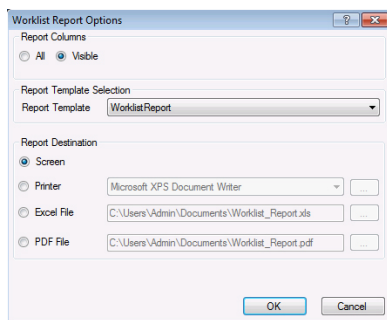 Worklist Report Options
Report Columns
All Visible
Report Template Selection
Report Template WorklistReport
Report Destination
Screen
Printer Microsoft XPS Document Writer ...
Excel File C:\Users\Admin\Documents\Worklist_Report.xls ...
PDF File C:\Users\Admin\Documents\Worklist_Report.pdf ...
OK Cancel